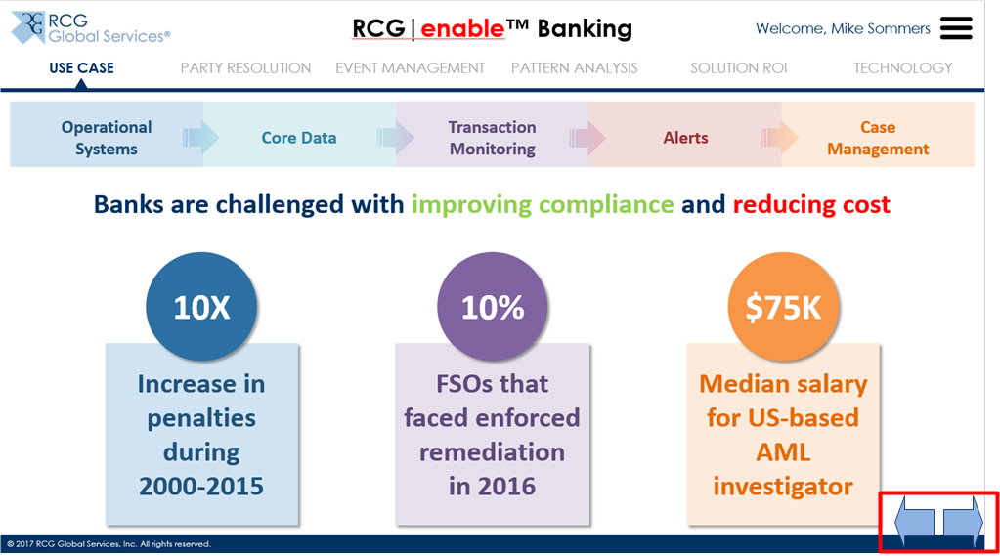 RCG
Global Services®
RCG|enable™ Banking
Welcome, Mike Sommers
USE CASE
PARTY RESOLUTION
EVENT MANAGEMENT
PATTERN ANALYSIS
SOLUTION ROI
TECHNOLOGY
Operational
Systems
Core Data
Transaction
Monitoring
Alerts
Case
Management
Banks are challenged with improving compliance and reducing cost
10X
Increase in
penalties
during
2000-2015
10%
FSOs that
faced enforced
remediation
in 2016
$75K
Median salary
for US-based
AML
investigator
© 2017 RCG Global Services, Inc. All rights reserved.